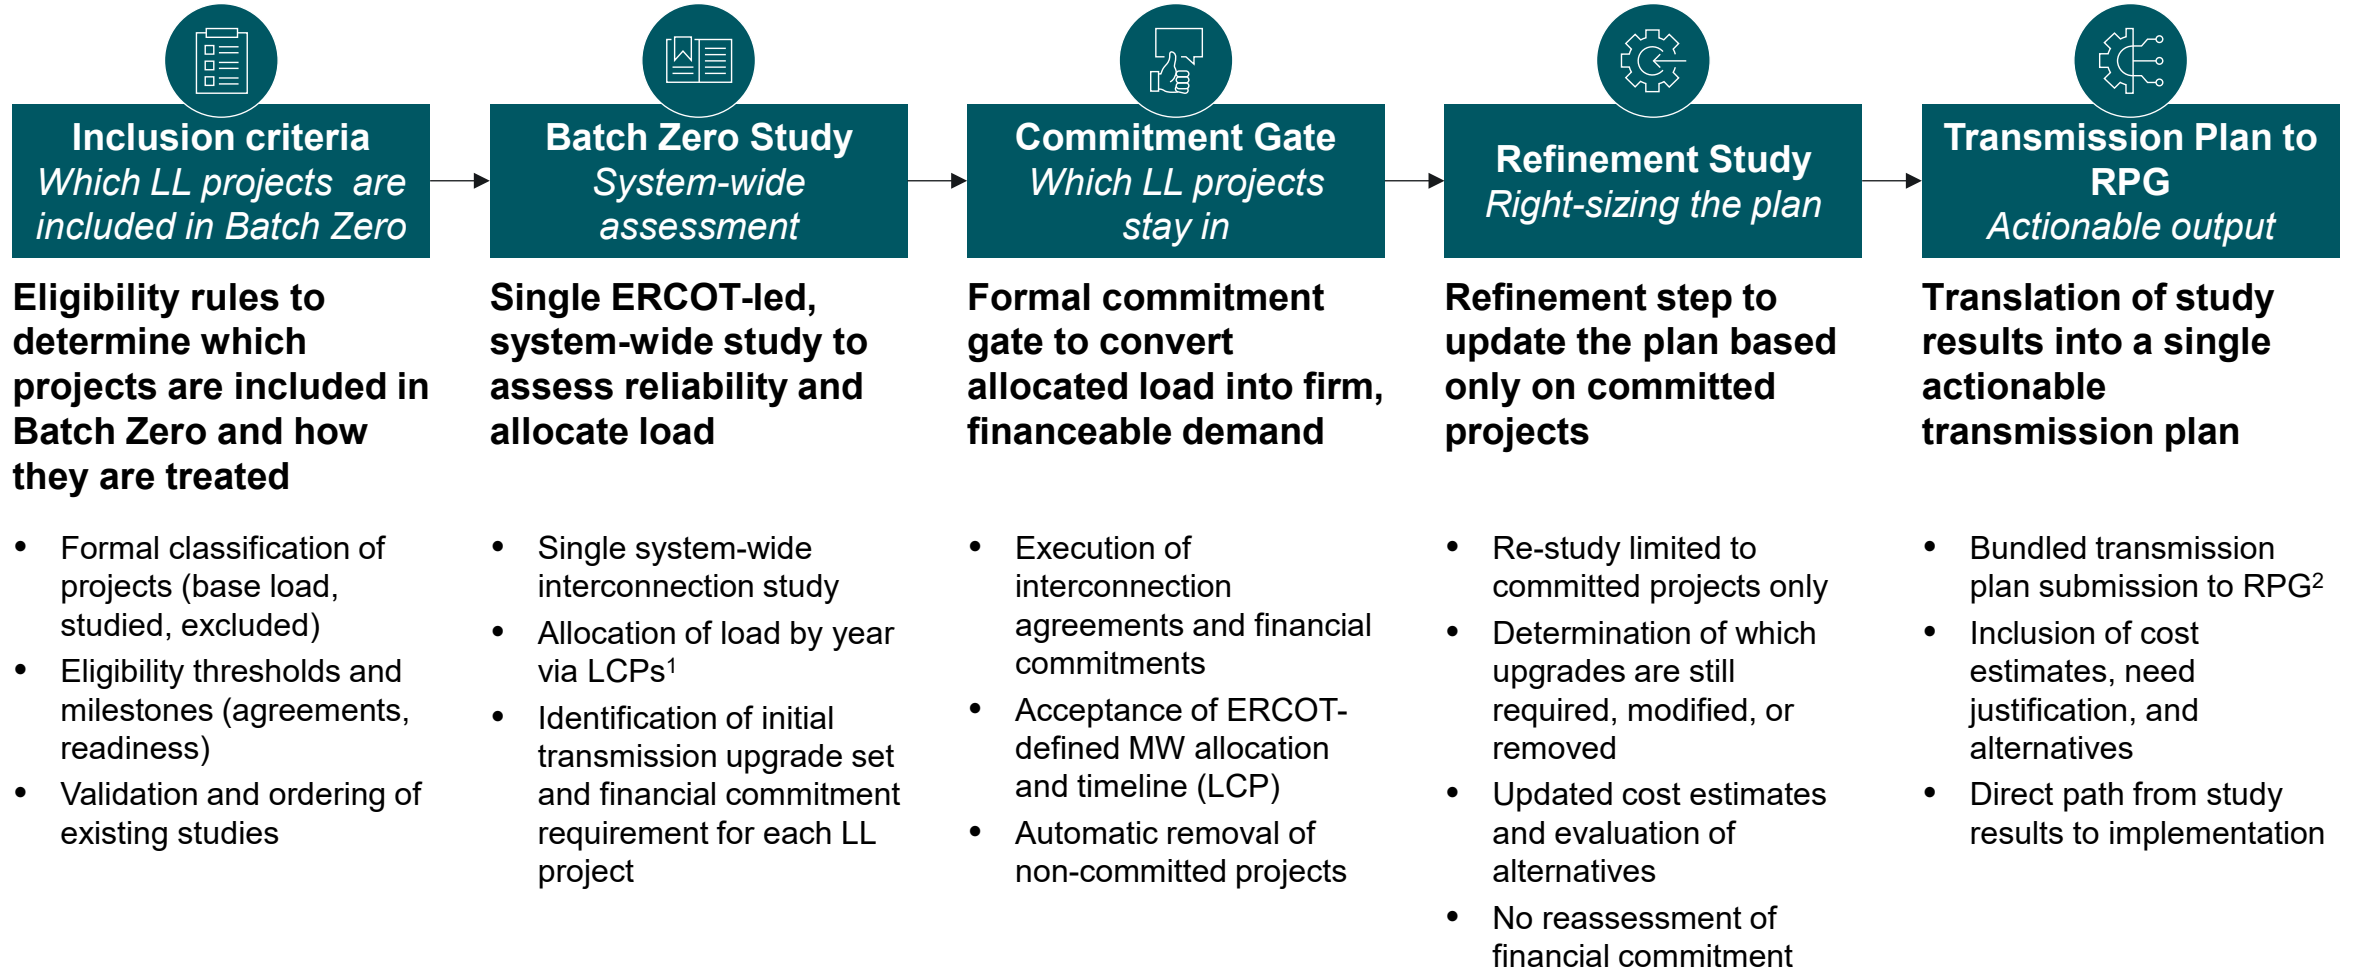 Inclusion criteria
Which LL projects are
included in Batch Zero
Eligibility rules to
determine which
projects are included in
Batch Zero and how
they are treated
• Formal classification of
projects (base load,
studied, excluded)
• Eligibility thresholds and
milestones (agreements,
readiness)
• Validation and ordering of
existing studies
Batch Zero Study
System-wide
assessment
Single ERCOT-led,
system-wide study to
assess reliability and
allocate load
• Single system-wide
interconnection study
• Allocation of load by year
via LCPs¹
• Identification of initial
transmission upgrade set
and financial commitment
requirement for each LL
project
Commitment Gate
Which LL projects
stay in
Formal commitment
gate to convert
allocated load into firm,
financeable demand
• Execution of
interconnection
agreements and financial
commitments
• Acceptance of ERCOT-
defined MW allocation
and timeline (LCP)
• Automatic removal of
non-committed projects
Refinement Study
Right-sizing the plan
Refinement step to
update the plan based
only on committed
projects
• Re-study limited to
committed projects only
• Determination of which
upgrades are still
required, modified, or
removed
• Updated cost estimates
and evaluation of
alternatives
• No reassessment of
financial commitment
Transmission Plan to
RPG
Actionable output
Translation of study
results into a single
actionable
transmission plan
• Bundled transmission
plan submission to RPG²
• Inclusion of cost
estimates, need
justification, and
alternatives
• Direct path from study
results to implementation